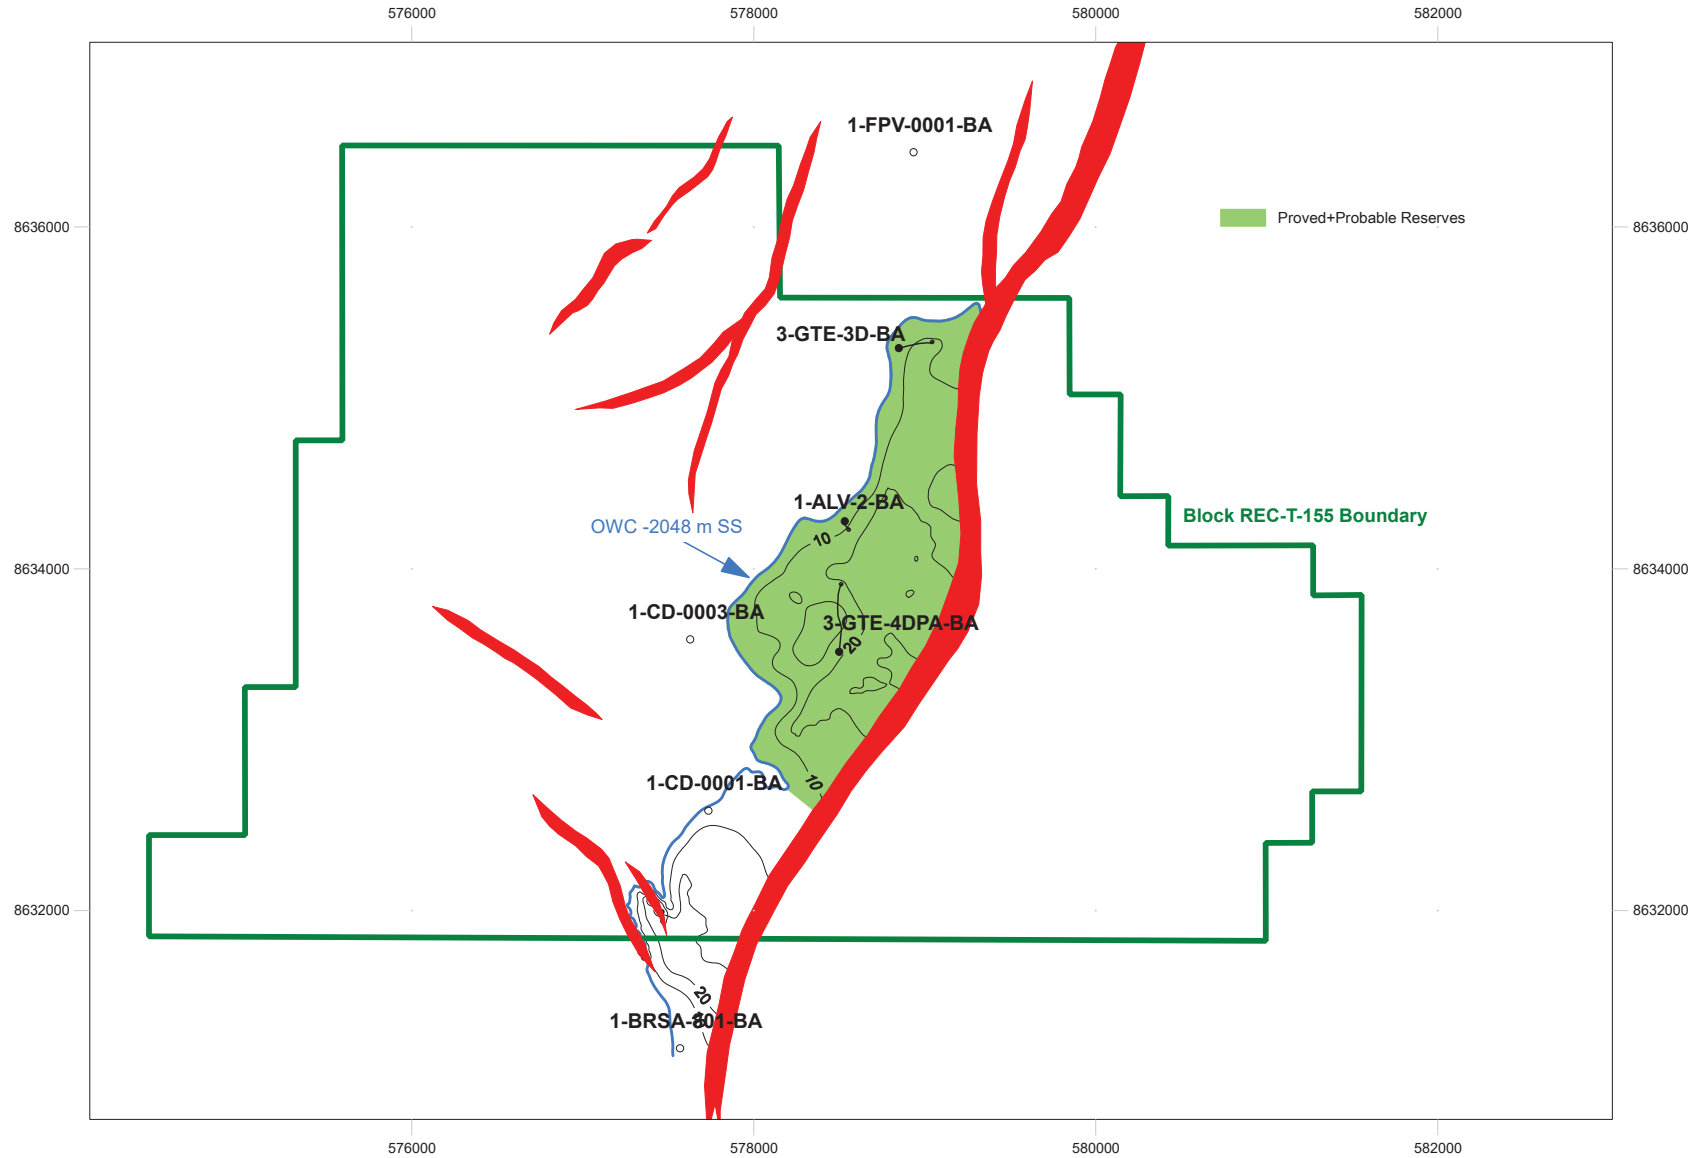 576000
578000
580000
582000
1-FPV-0001-BA
8636000
Proved+Probable Reserves
8636000
3-GTE-3D-BA
1-ALV-2-BA
OWC -2048 m SS
Block REC-T-155 Boundary
10
8634000
8634000
1-CD-0003-BA
3-GTE-4DPA-BA
20
1-CD-0001-BA
10
8632000
8632000
20
1-BRSA-801-BA
576000
578000
580000
582000